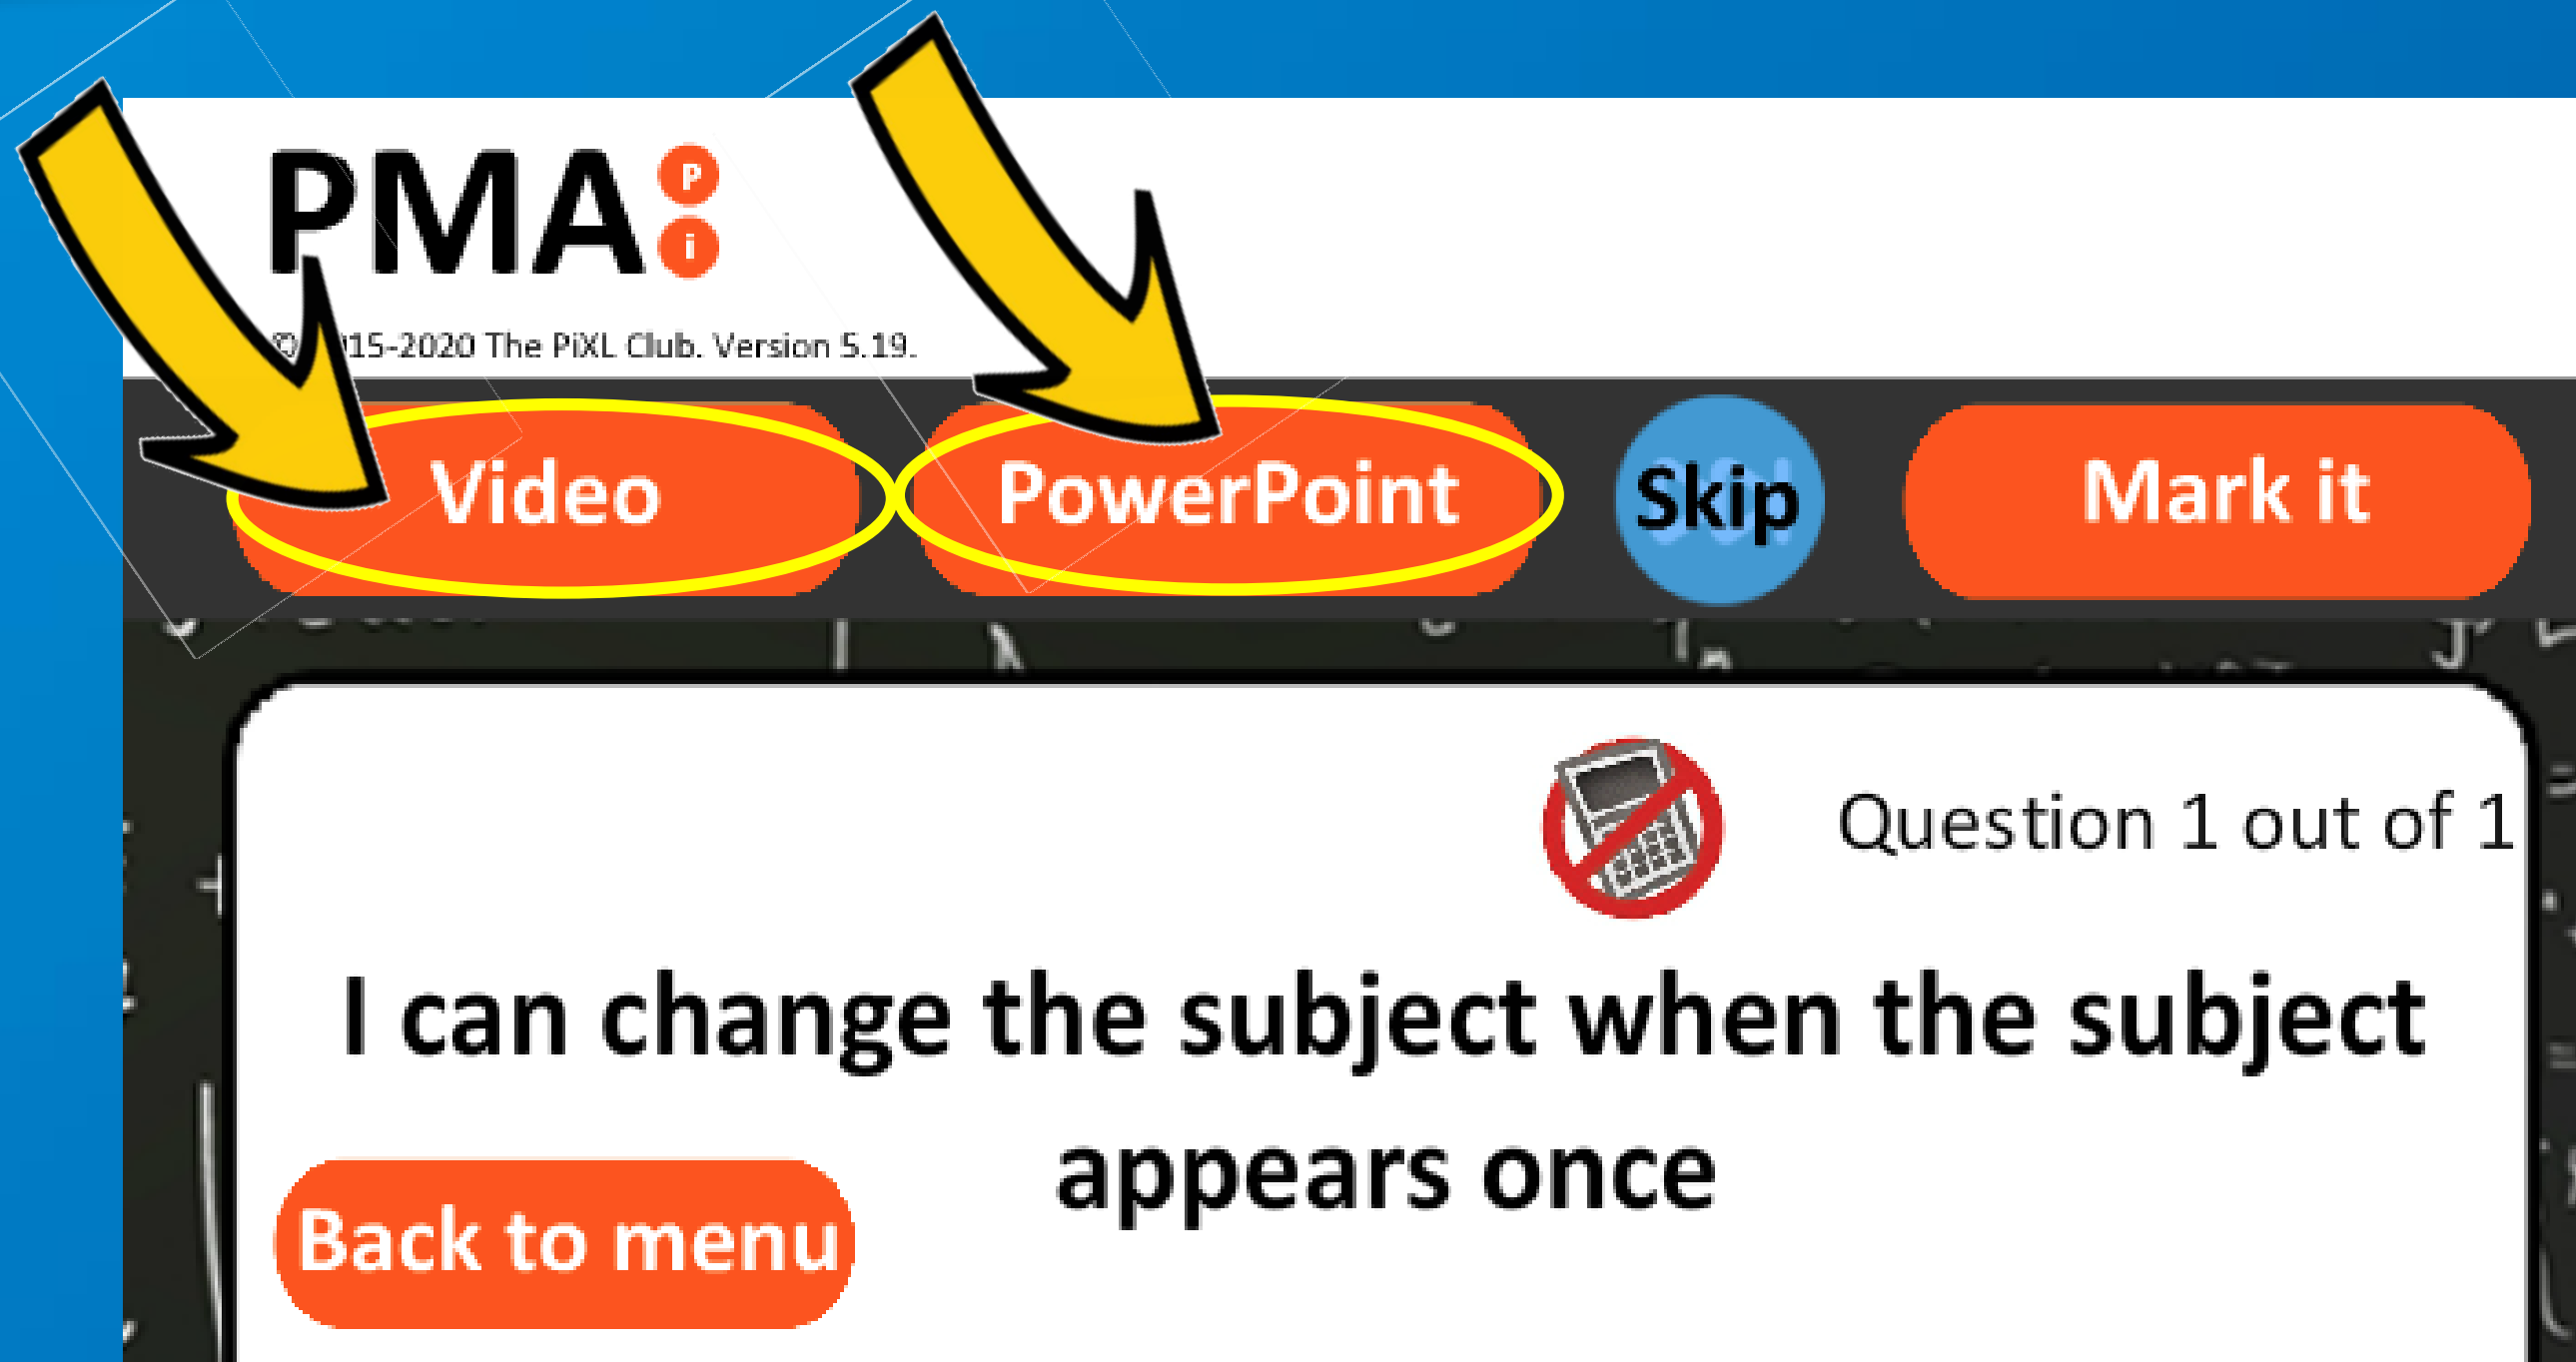 PMA
P
i
15-2020 The PiXL Club. Version 5.19.
Video PowerPoint Skip Mark it
Question 1 out of 1
I can change the subject when the subject
appears once
Back to menu